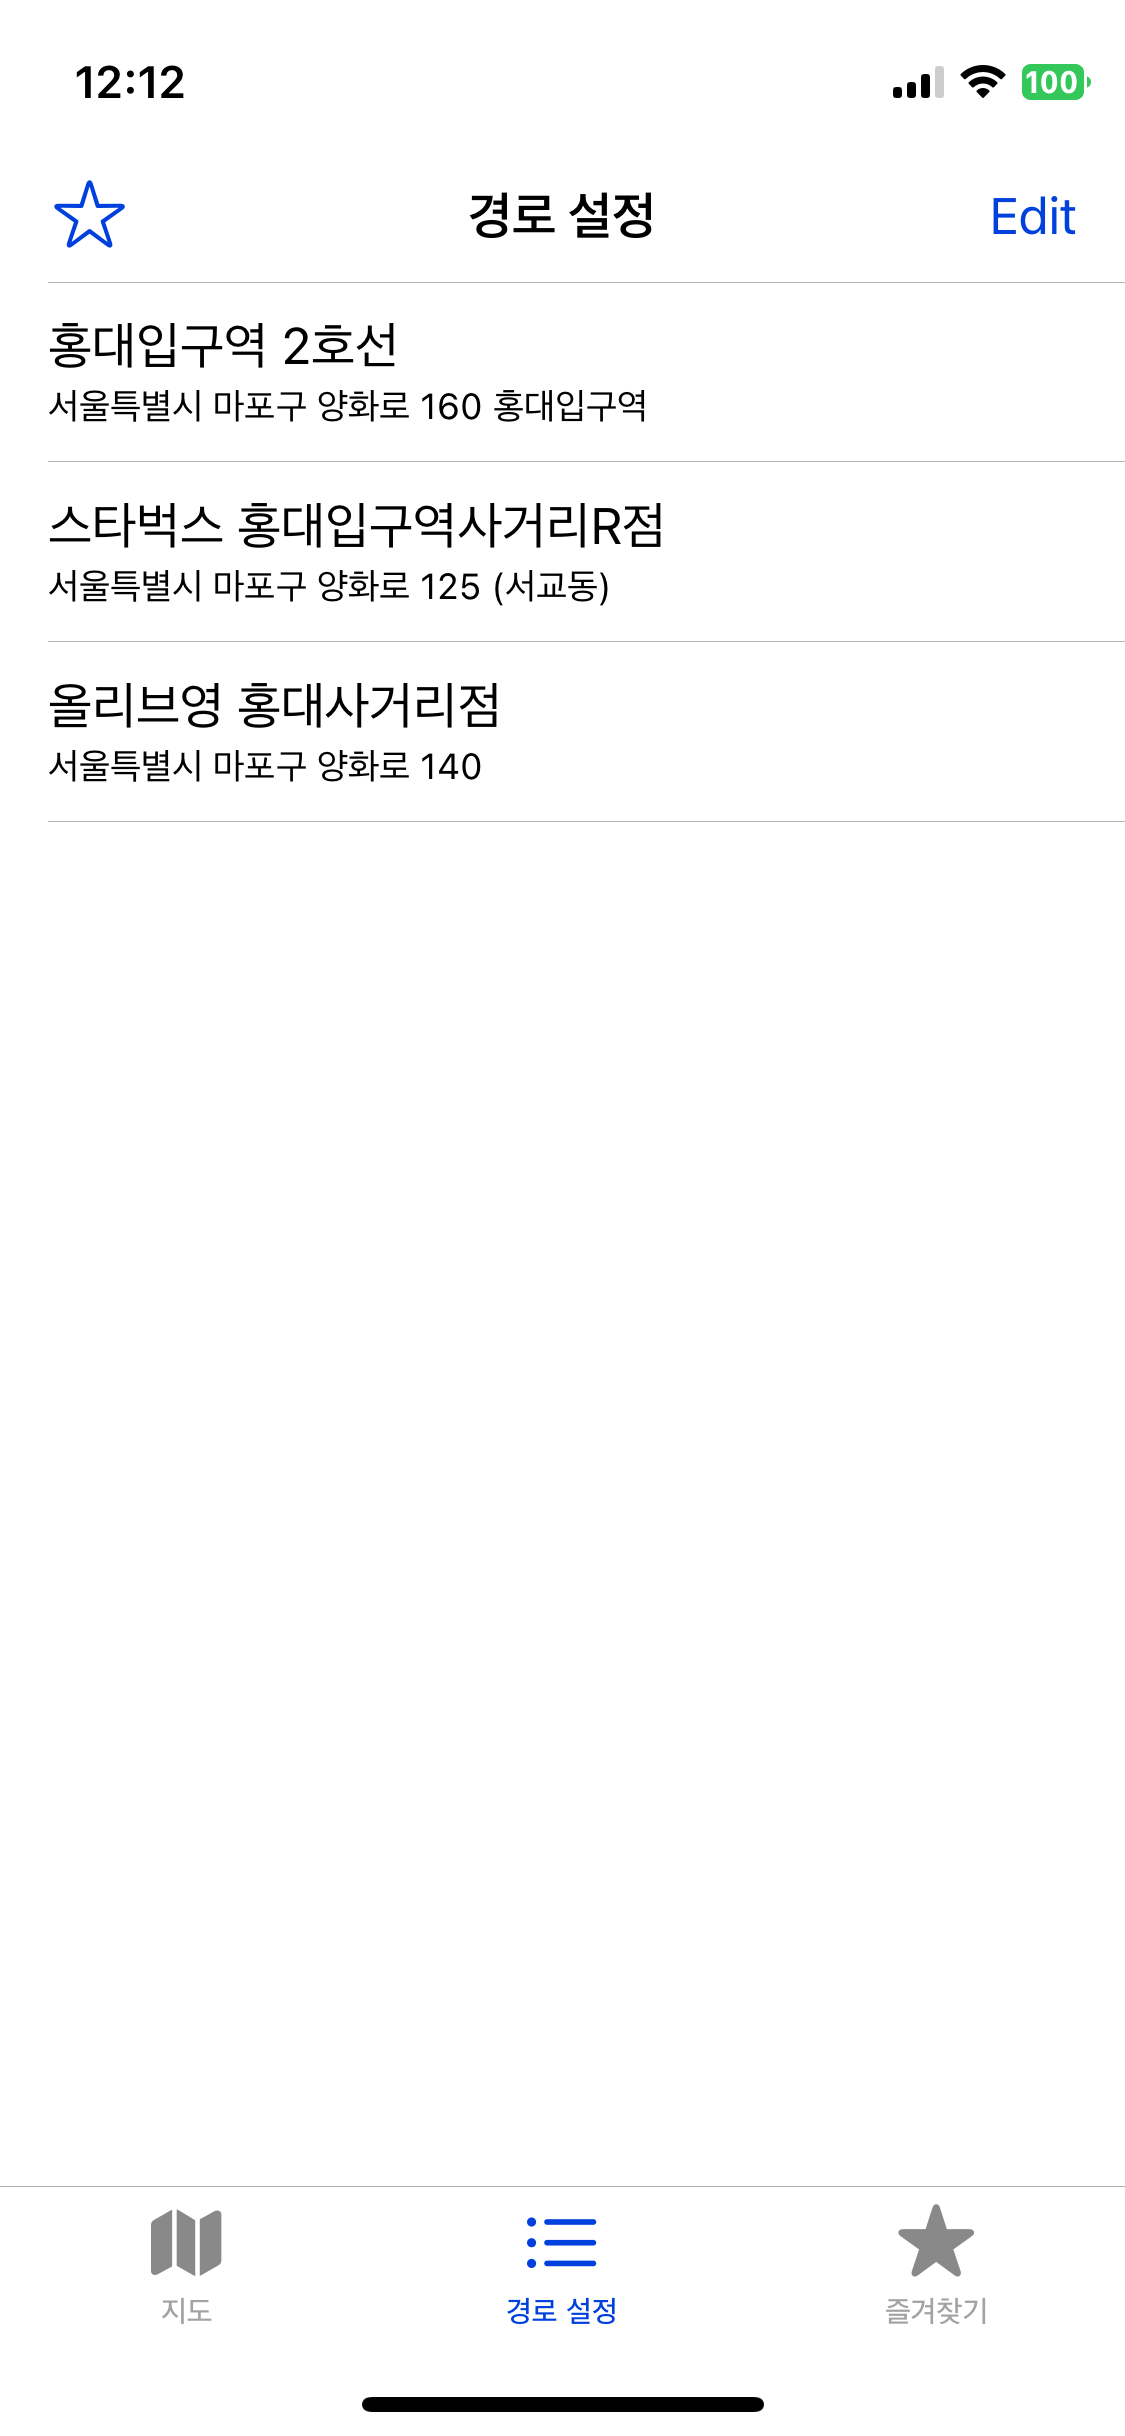 12:12
100
경로 설정
Edit
홍대입구역 2호선
서울특별시 마포구 양화로 160 홍대입구역
스타벅스 홍대입구역사거리R점
서울특별시 마포구 양화로 125 (서교동)
올리브영 홍대사거리점
서울특별시 마포구 양화로 140
지도
경로 설정
즐겨찾기